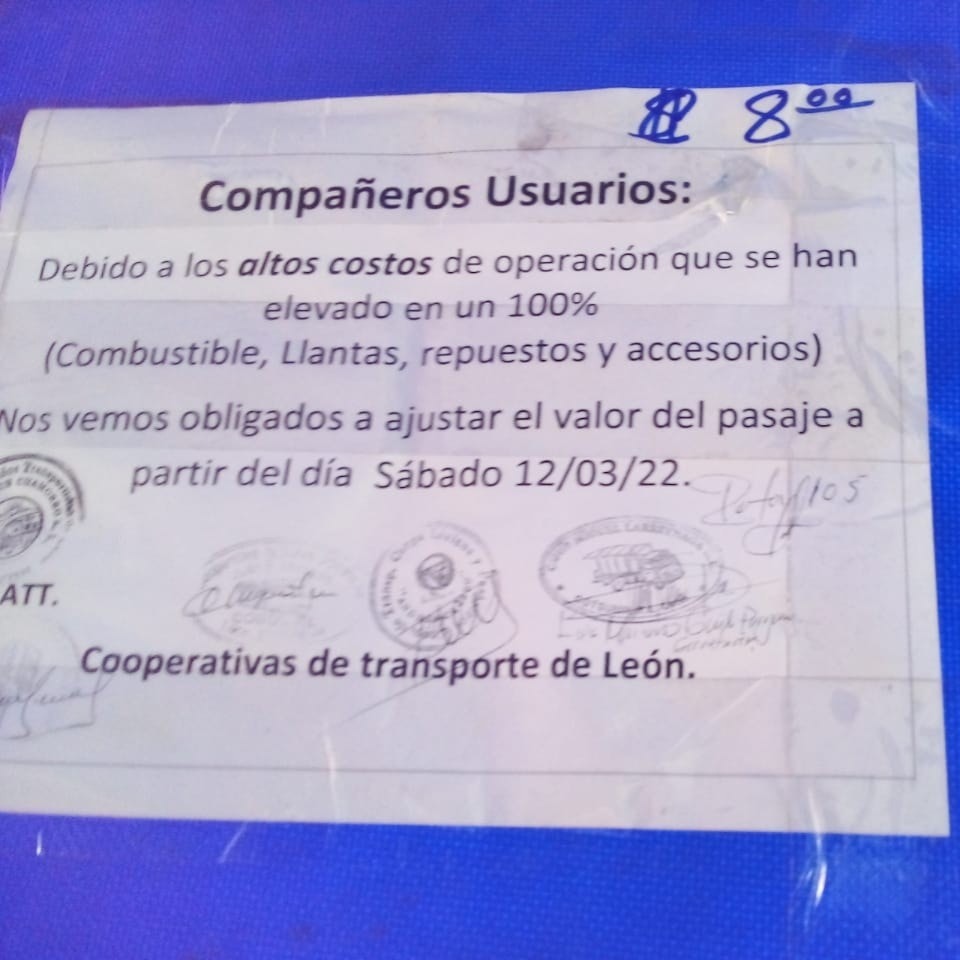 8.00
Compañeros Usuarios:
Debido a los altos costos de operación que se han
elevado en un 100%
(Combustible, Llantas, repuestos y accesorios)
Nos vemos obligados a ajustar el valor del pasaje a
partir del día Sábado 12/03/22.
ATT.
Cooperativas de transporte de León.